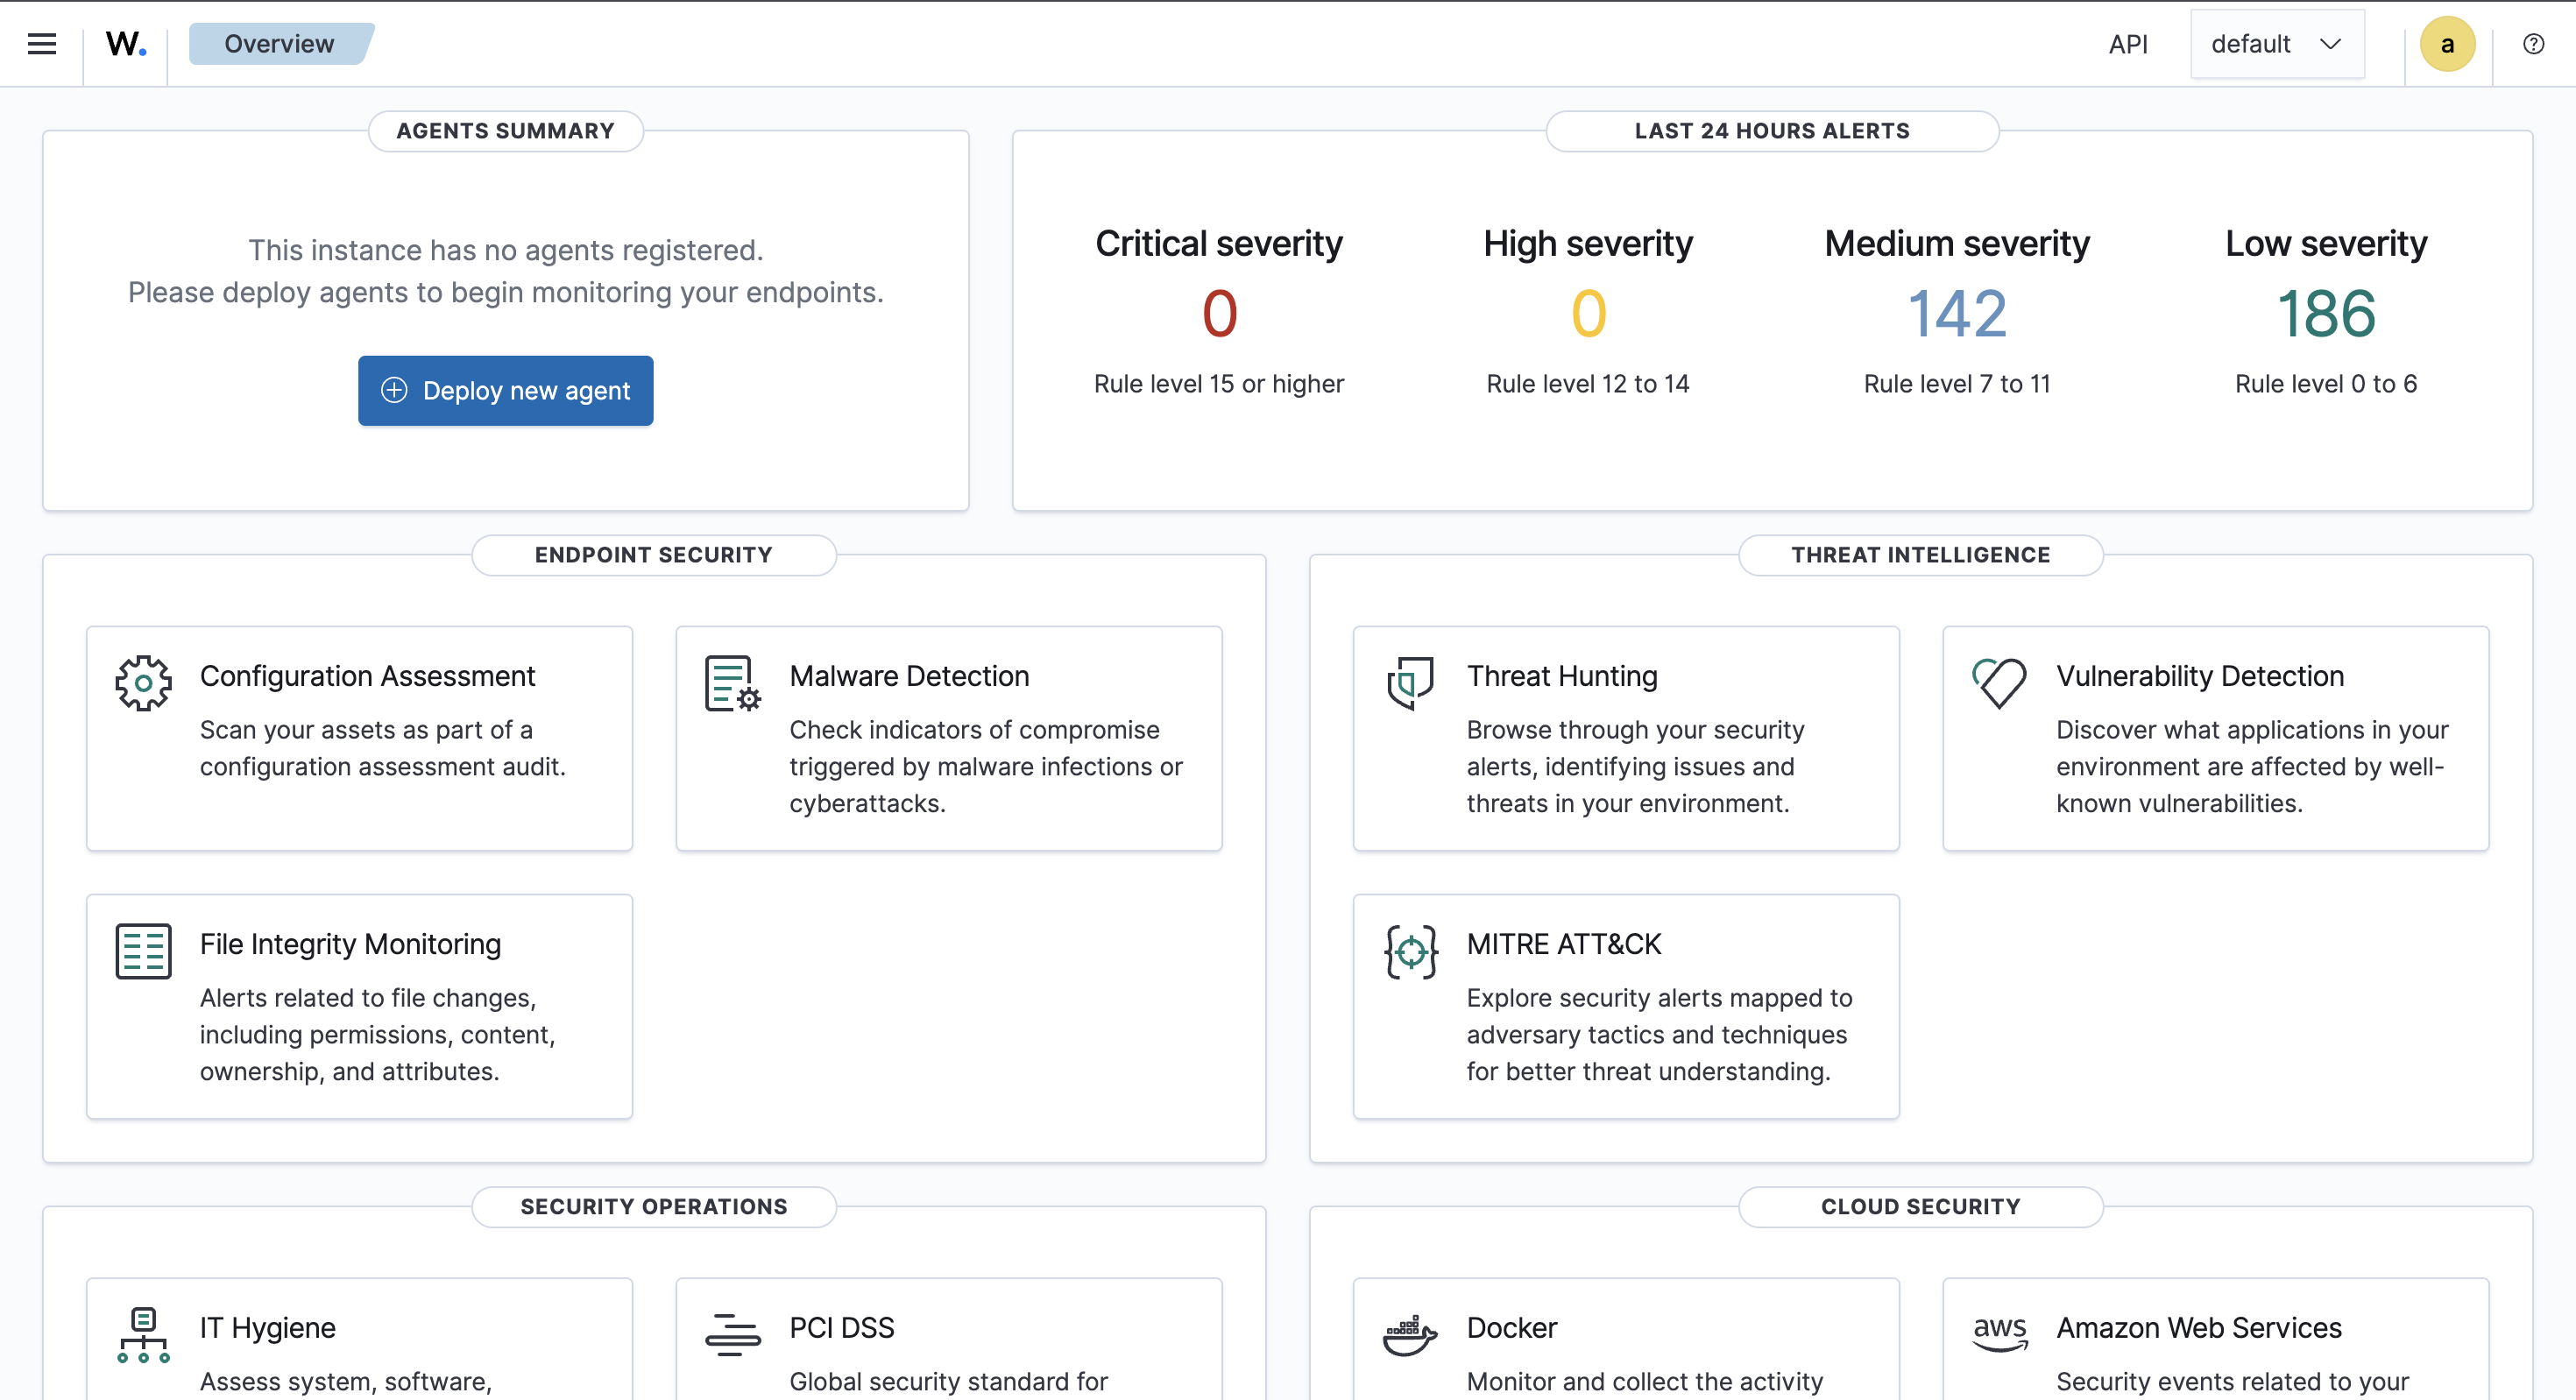 W.
Overview
API
default
a
AGENTS SUMMARY
This instance has no agents registered.
Please deploy agents to begin monitoring your endpoints.
Deploy new agent
LAST 24 HOURS ALERTS
Critical severity
0
Rule level 15 or higher
High severity
0
Rule level 12 to 14
Medium severity
142
Rule level 7 to 11
Low severity
186
Rule level 0 to 6
ENDPOINT SECURITY
Configuration Assessment
Scan your assets as part of a
configuration assessment audit.
Malware Detection
Check indicators of compromise
triggered by malware infections or
cyberattacks.
File Integrity Monitoring
Alerts related to file changes,
including permissions, content,
ownership, and attributes.
THREAT INTELLIGENCE
Threat Hunting
Browse through your security
alerts, identifying issues and
threats in your environment.
Vulnerability Detection
Discover what applications in your
environment are affected by well-
known vulnerabilities.
MITRE ATT&CK
Explore security alerts mapped to
adversary tactics and techniques
for better threat understanding.
SECURITY OPERATIONS
IT Hygiene
Assess system, software,
PCI DSS
Global security standard for
CLOUD SECURITY
Docker
Monitor and collect the activity
aws
Amazon Web Services
Security events related to your